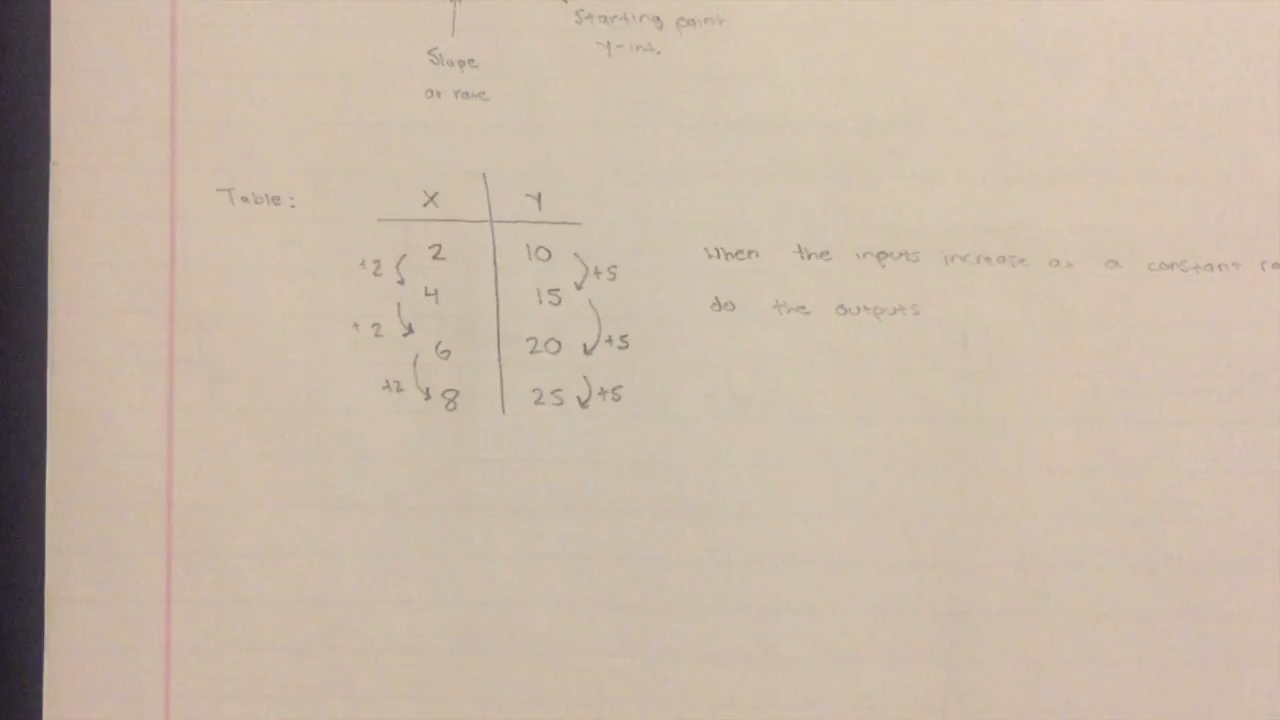 Starting point
Y-int.
Slope
or rate
Table:
X Y
2 10
+2 +5
4 15
+2 +5
6 20
+2 +5
8 25
When the inputs increase at a constant
do the outputs